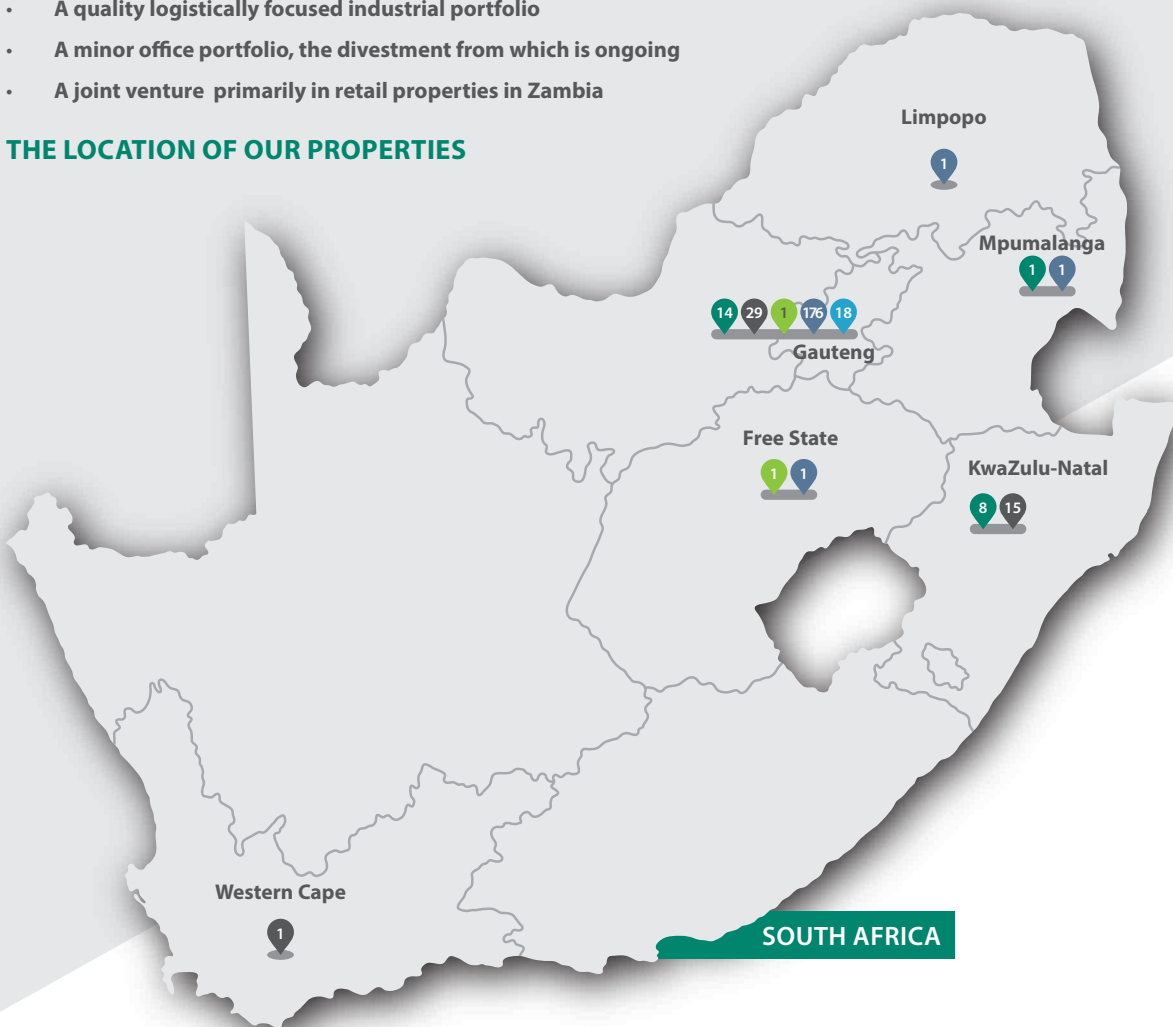 • A quality logistically focused industrial portfolio
• A minor office portfolio, the divestment from which is ongoing
• A joint venture primarily in retail properties in Zambia
THE LOCATION OF OUR PROPERTIES
Limpopo
1
Mpumalanga
1 1
14 29 1 176 18
Gauteng
Free State
1 1
KwaZulu-Natal
8 15
Western Cape
1
SOUTH AFRICA